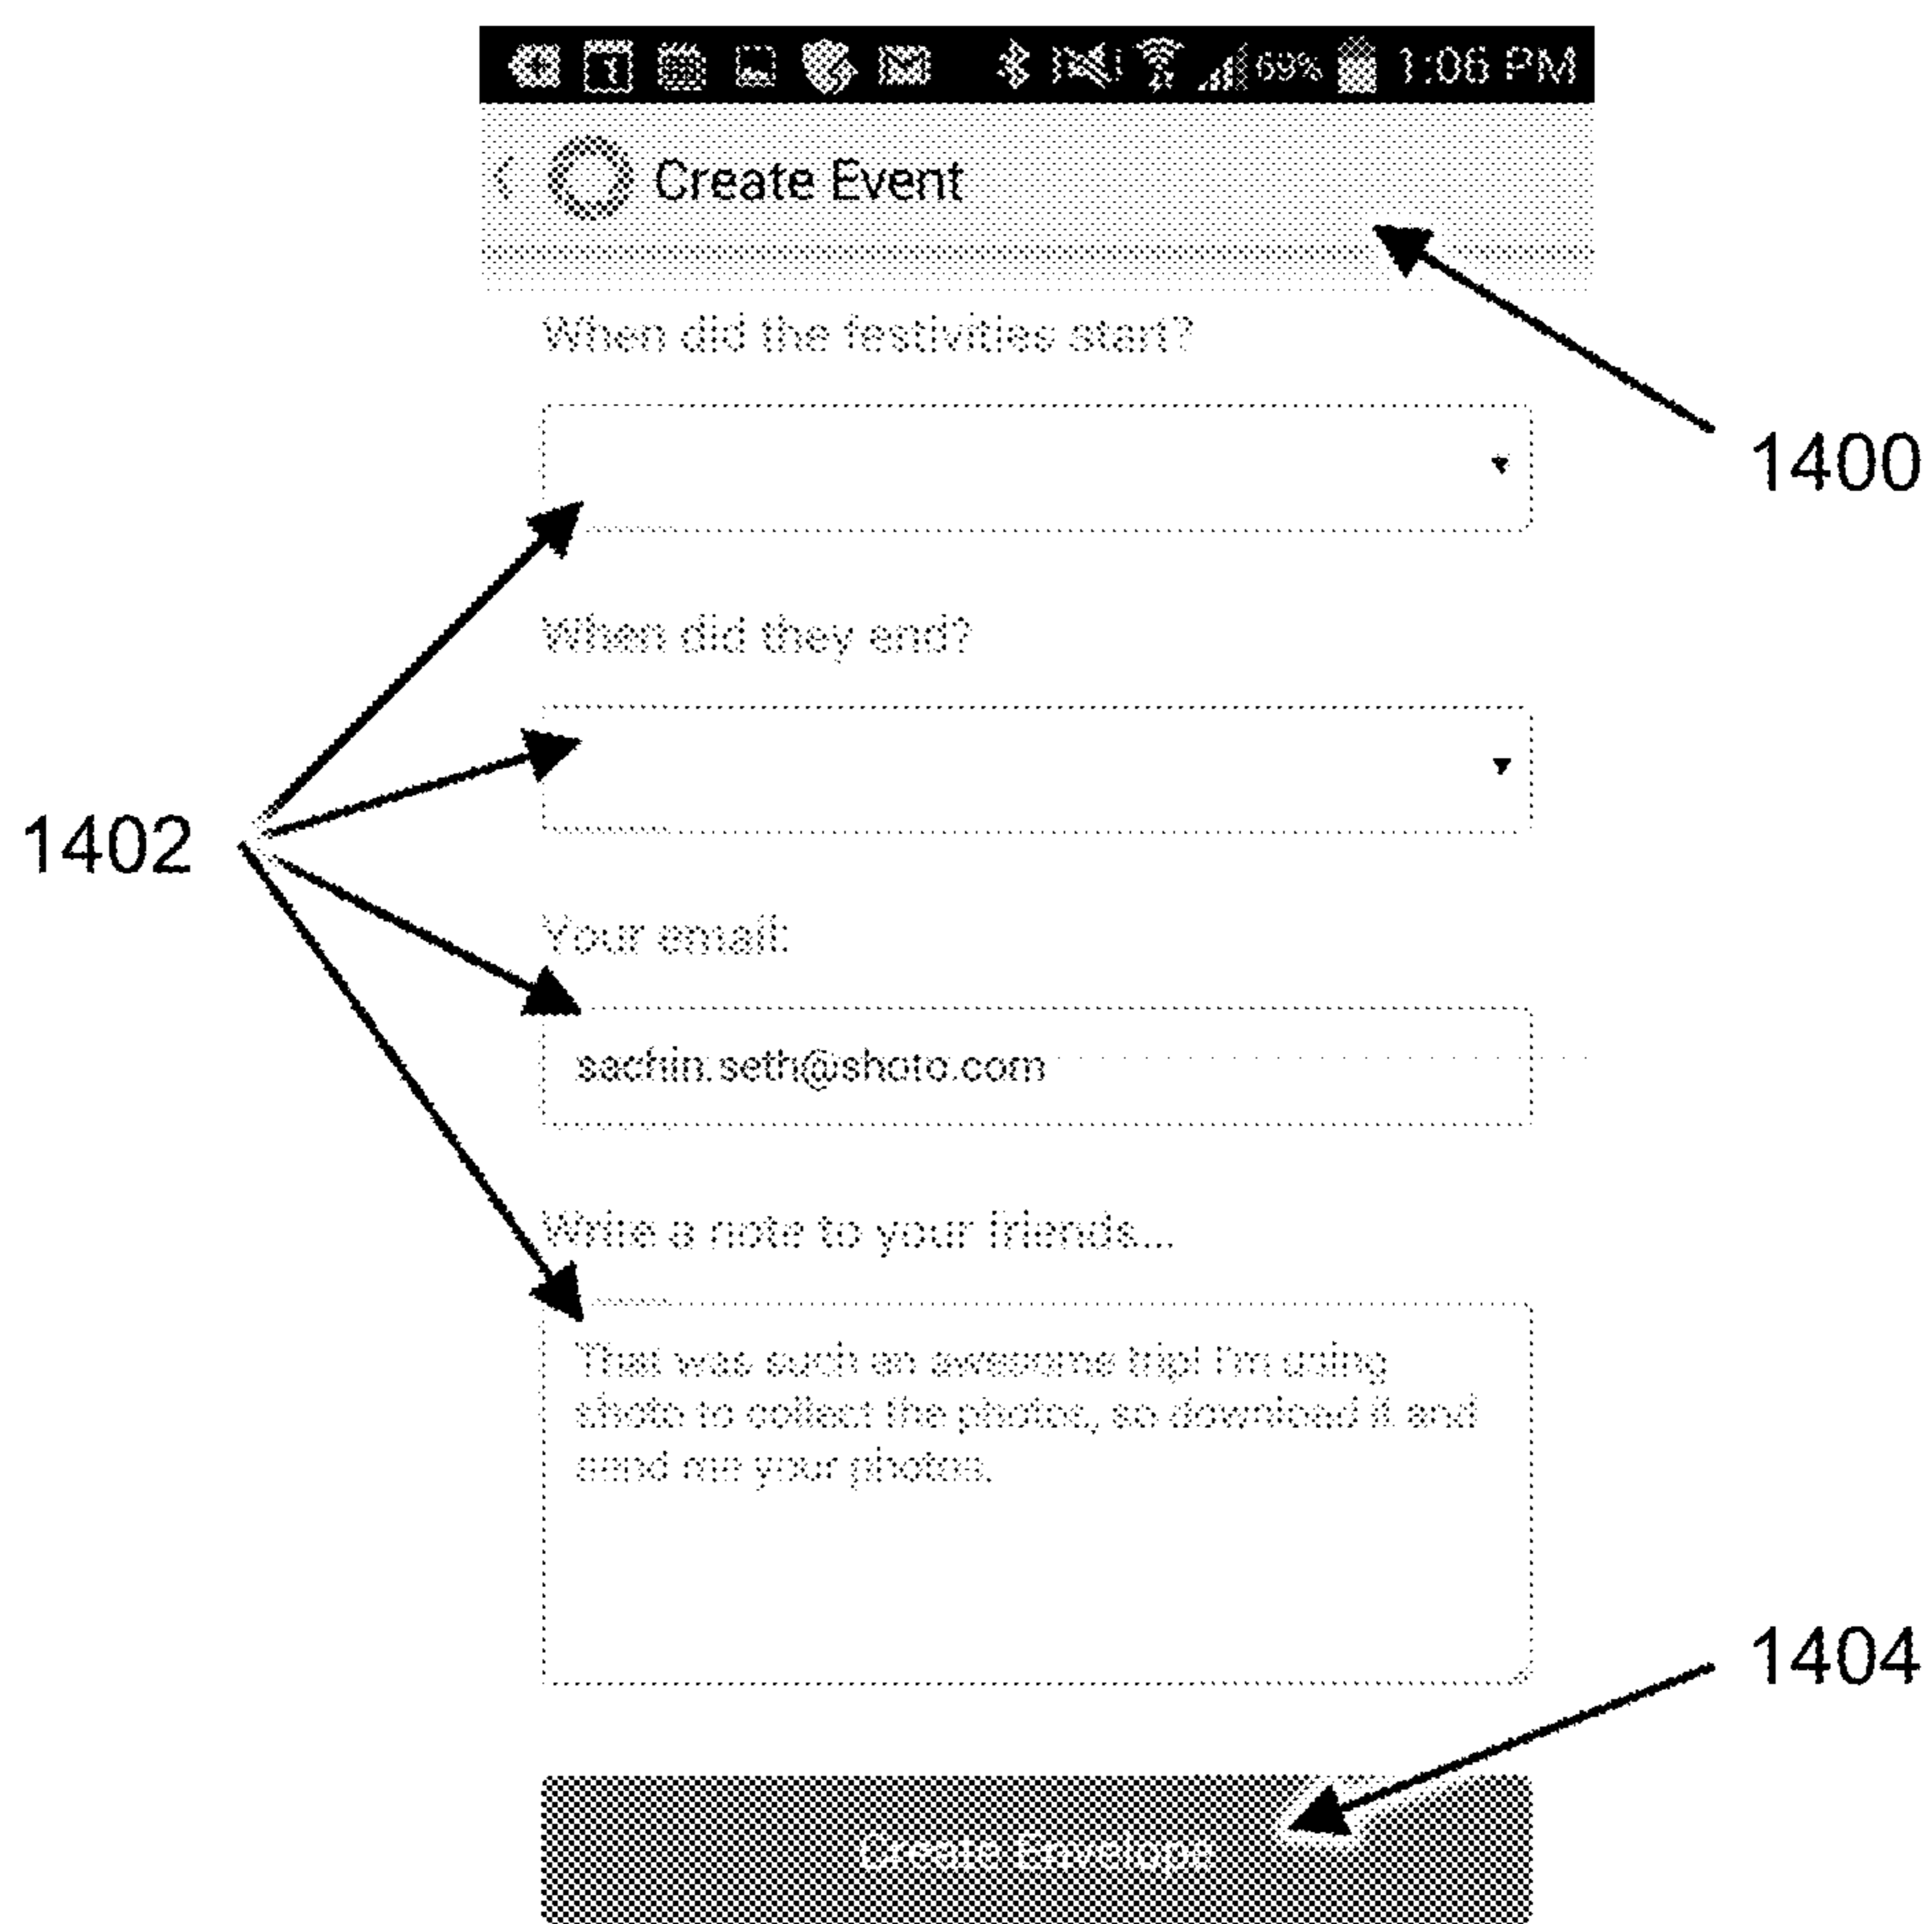 69% 1:06 PM
Create Event
1400
When did the festivities start?
When did they end?
1402
Your email:
sachin.seth@shoto.com
Write a note to your friends...
That was such an awesome trip! I'm using
shoto to collect the photos, so download it and
send me your photos.
1404
Create Envelope